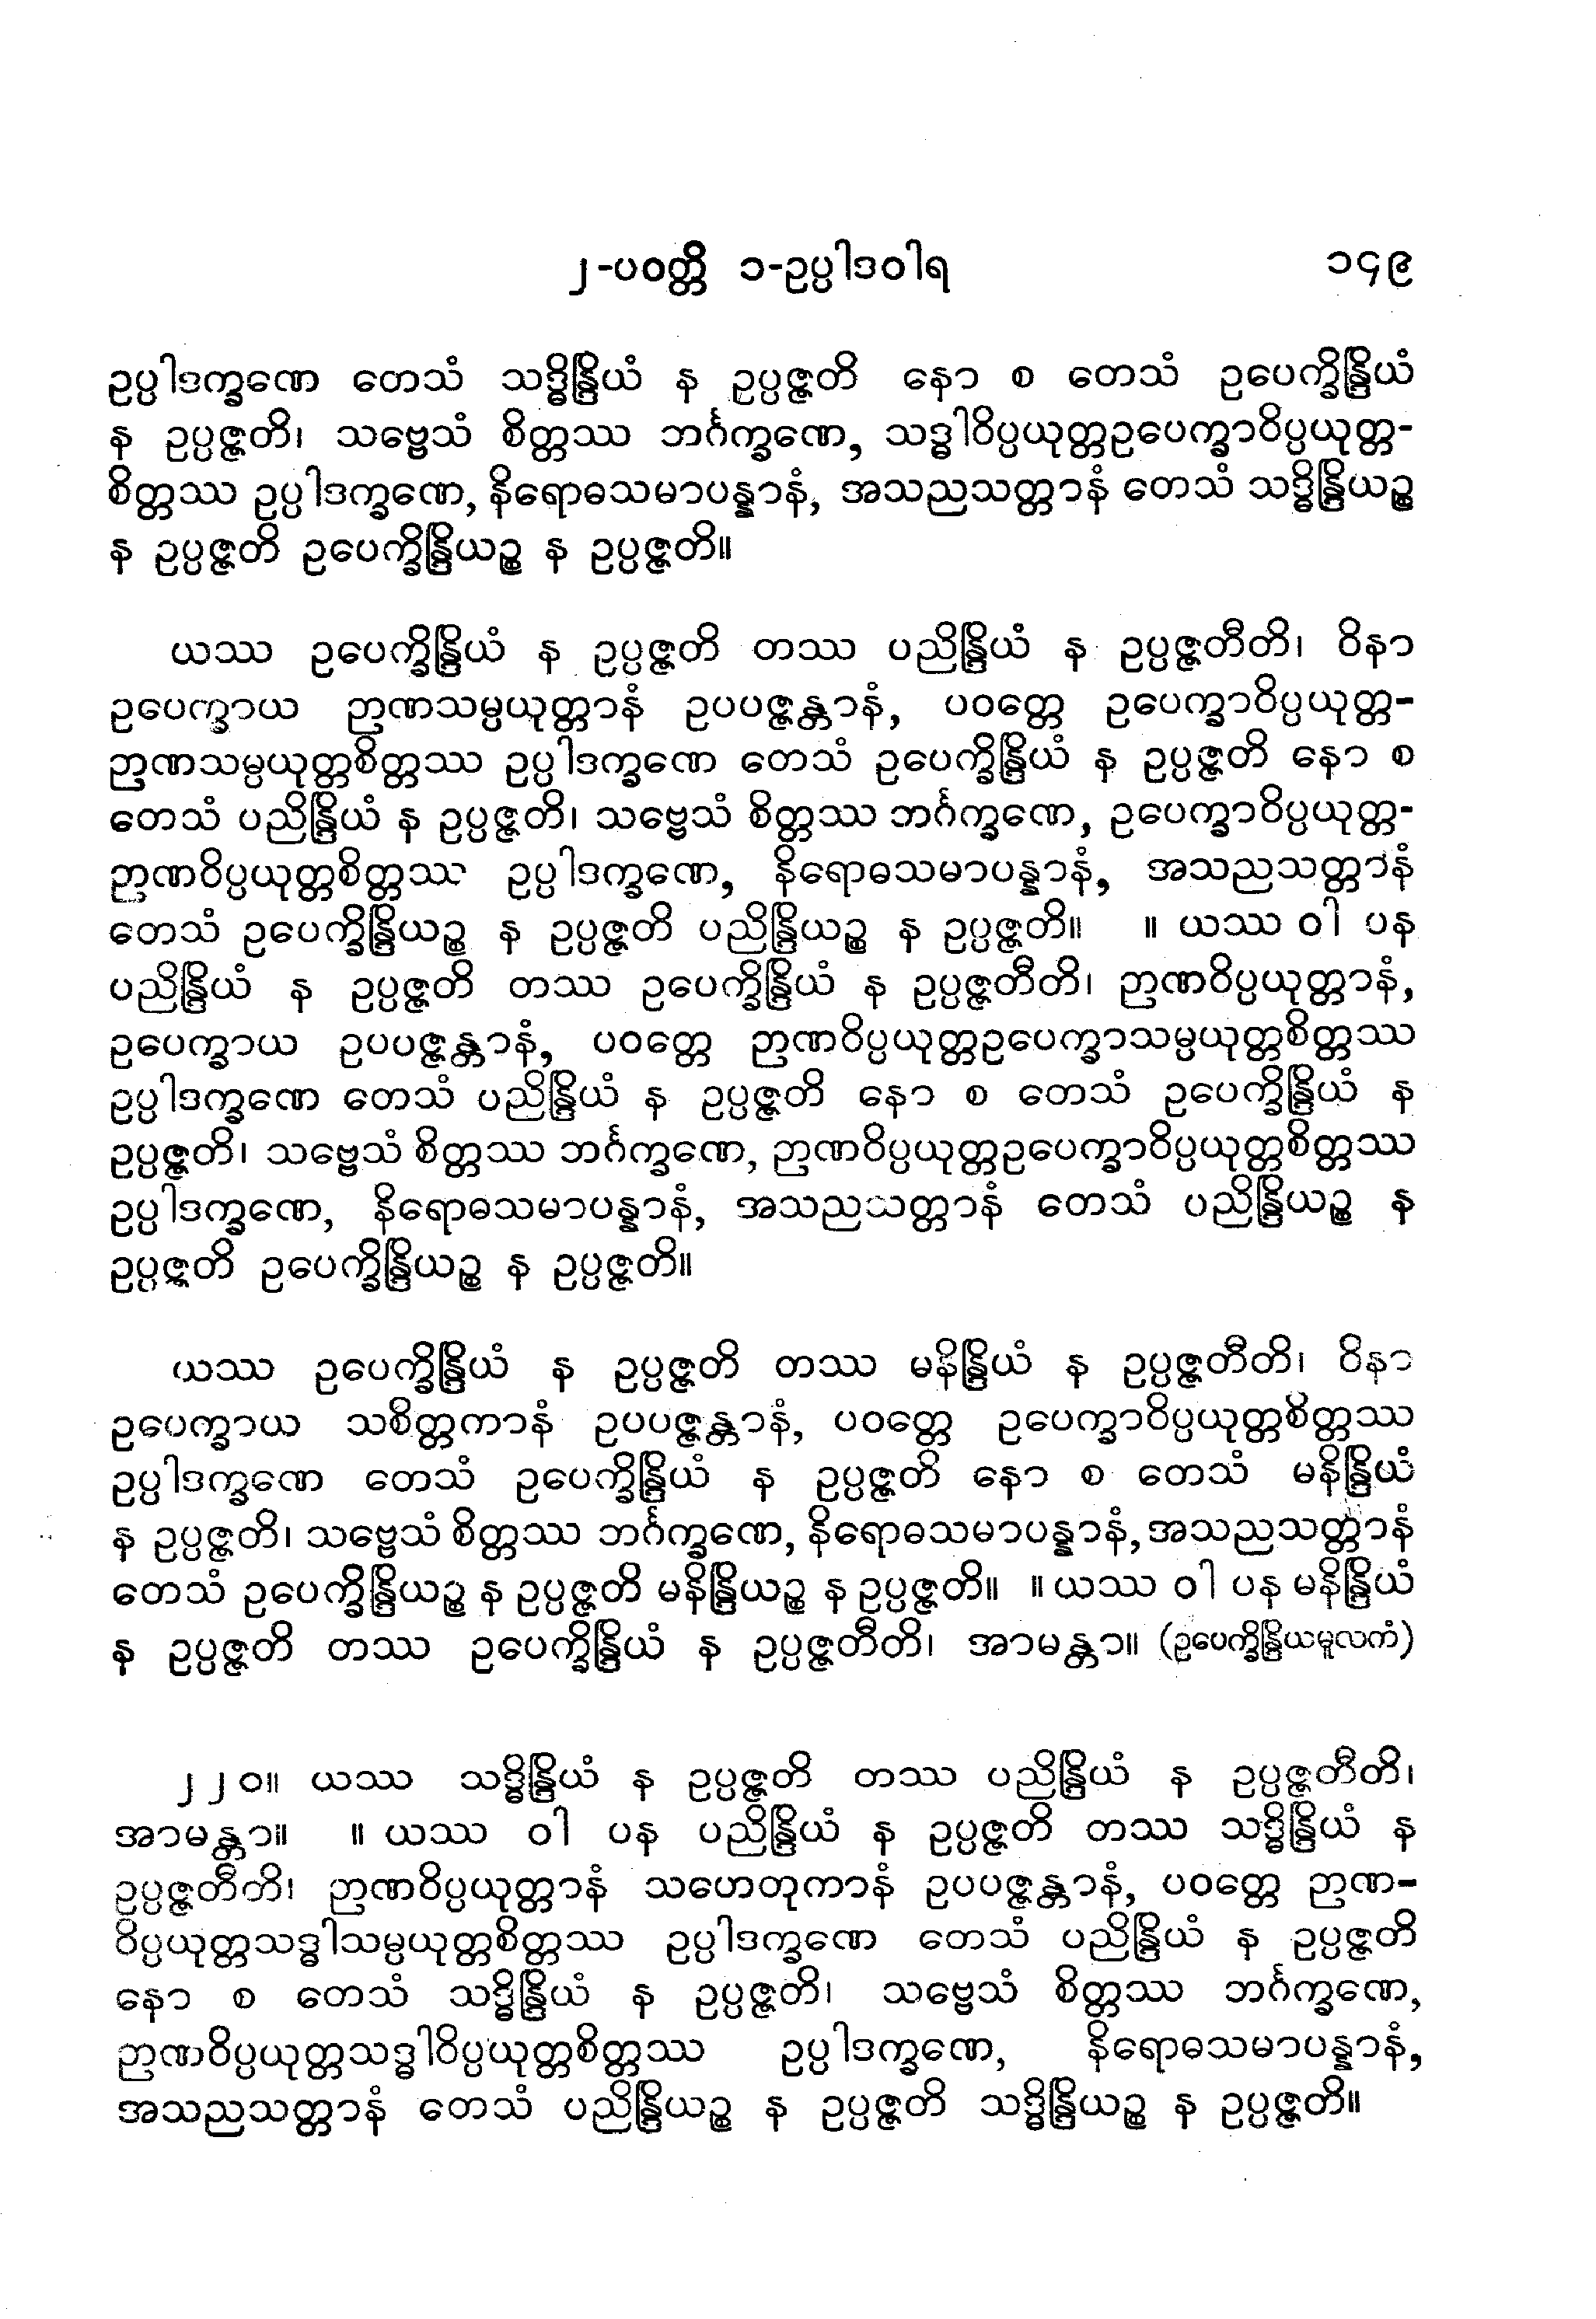 ၂-ပဝတ္တိ ၁-ဥပ္ပါဒဝါရ ၁၄၉
ဥပ္ပါဒက္ခဏေ တေသံ သဒ္ဓိန္ဒြိယံ န ဥပ္ပဇ္ဇတိ နော စ တေသံ ဥပေက္ခိန္ဒြိယံ
န ဥပ္ပဇ္ဇတိ၊ သဗ္ဗေသံ စိတ္တဿ ဘင်္ဂက္ခဏေ, သဒ္ဓါဝိပ္ပယုတ္တဥပေက္ခာဝိပ္ပယုတ္တ-
စိတ္တဿ ဥပ္ပါဒက္ခဏေ, နိရောဓသမာပန္နာနံ, အသညသတ္တာနံ တေသံ သဒ္ဓိန္ဒြိယဉ္စ
န ဥပ္ပဇ္ဇတိ ဥပေက္ခိန္ဒြိယဉ္စ န ဥပ္ပဇ္ဇတိ။
ယဿ ဥပေက္ခိန္ဒြိယံ န ဥပ္ပဇ္ဇတိ တဿ ပညိန္ဒြိယံ န ဥပ္ပဇ္ဇတီတိ၊ ဝိနာ
ဥပေက္ခာယ ဉာဏသမ္ပယုတ္တာနံ ဥပပဇ္ဇန္တာနံ, ပဝတ္တေ ဥပေက္ခာဝိပ္ပယုတ္တ-
ဉာဏသမ္ပယုတ္တစိတ္တဿ ဥပ္ပါဒက္ခဏေ တေသံ ဥပေက္ခိန္ဒြိယံ န ဥပ္ပဇ္ဇတိ နော စ
တေသံ ပညိန္ဒြိယံ န ဥပ္ပဇ္ဇတိ၊ သဗ္ဗေသံ စိတ္တဿ ဘင်္ဂက္ခဏေ, ဥပေက္ခာဝိပ္ပယုတ္တ-
ဉာဏဝိပ္ပယုတ္တစိတ္တဿ ဥပ္ပါဒက္ခဏေ, နိရောဓသမာပန္နာနံ, အသညသတ္တာနံ
တေသံ ဥပေက္ခိန္ဒြိယဉ္စ န ဥပ္ပဇ္ဇတိ ပညိန္ဒြိယဉ္စ န ဥပ္ပဇ္ဇတိ။ ။ ယဿ ဝါ ပန
ပညိန္ဒြိယံ န ဥပ္ပဇ္ဇတိ တဿ ဥပေက္ခိန္ဒြိယံ န ဥပ္ပဇ္ဇတီတိ၊ ဉာဏဝိပ္ပယုတ္တာနံ,
ဥပေက္ခာယ ဥပပဇ္ဇန္တာနံ, ပဝတ္တေ ဉာဏဝိပ္ပယုတ္တဥပေက္ခာသမ္ပယုတ္တစိတ္တဿ
ဥပ္ပါဒက္ခဏေ တေသံ ပညိန္ဒြိယံ န ဥပ္ပဇ္ဇတိ နော စ တေသံ ဥပေက္ခိန္ဒြိယံ န
ဥပ္ပဇ္ဇတိ၊ သဗ္ဗေသံ စိတ္တဿ ဘင်္ဂက္ခဏေ, ဉာဏဝိပ္ပယုတ္တဥပေက္ခာဝိပ္ပယုတ္တစိတ္တဿ
ဥပ္ပါဒက္ခဏေ, နိရောဓသမာပန္နာနံ, အသညသတ္တာနံ တေသံ ပညိန္ဒြိယဉ္စ န
ဥပ္ပဇ္ဇတိ ဥပေက္ခိန္ဒြိယဉ္စ န ဥပ္ပဇ္ဇတိ။
ယဿ ဥပေက္ခိန္ဒြိယံ န ဥပ္ပဇ္ဇတိ တဿ မနိန္ဒြိယံ န ဥပ္ပဇ္ဇတီတိ၊ ဝိနာ
ဥပေက္ခာယ သစိတ္တကာနံ ဥပပဇ္ဇန္တာနံ, ပဝတ္တေ ဥပေက္ခာဝိပ္ပယုတ္တစိတ္တဿ
ဥပ္ပါဒက္ခဏေ တေသံ ဥပေက္ခိန္ဒြိယံ န ဥပ္ပဇ္ဇတိ နော စ တေသံ မနိန္ဒြိယံ
န ဥပ္ပဇ္ဇတိ၊ သဗ္ဗေသံ စိတ္တဿ ဘင်္ဂက္ခဏေ, နိရောဓသမာပန္နာနံ, အသညသတ္တာနံ
တေသံ ဥပေက္ခိန္ဒြိယဉ္စ န ဥပ္ပဇ္ဇတိ မနိန္ဒြိယဉ္စ န ဥပ္ပဇ္ဇတိ။ ။ ယဿ ဝါ ပန မနိန္ဒြိယံ
န ဥပ္ပဇ္ဇတိ တဿ ဥပေက္ခိန္ဒြိယံ န ဥပ္ပဇ္ဇတီတိ၊ အာမန္တာ။ (ဥပေက္ခိန္ဒြိယမူလကံ)
၂၂၀။ ယဿ သဒ္ဓိန္ဒြိယံ န ဥပ္ပဇ္ဇတိ တဿ ပညိန္ဒြိယံ န ဥပ္ပဇ္ဇတီတိ၊
အာမန္တာ။ ။ ယဿ ဝါ ပန ပညိန္ဒြိယံ န ဥပ္ပဇ္ဇတိ တဿ သဒ္ဓိန္ဒြိယံ န
ဥပ္ပဇ္ဇတီတိ၊ ဉာဏဝိပ္ပယုတ္တာနံ သဟေတုကာနံ ဥပပဇ္ဇန္တာနံ, ပဝတ္တေ ဉာဏ-
ဝိပ္ပယုတ္တသဒ္ဓါသမ္ပယုတ္တစိတ္တဿ ဥပ္ပါဒက္ခဏေ တေသံ ပညိန္ဒြိယံ န ဥပ္ပဇ္ဇတိ
နော စ တေသံ သဒ္ဓိန္ဒြိယံ န ဥပ္ပဇ္ဇတိ၊ သဗ္ဗေသံ စိတ္တဿ ဘင်္ဂက္ခဏေ,
ဉာဏဝိပ္ပယုတ္တသဒ္ဓါဝိပ္ပယုတ္တစိတ္တဿ ဥပ္ပါဒက္ခဏေ, နိရောဓသမာပန္နာနံ,
အသညသတ္တာနံ တေသံ ပညိန္ဒြိယဉ္စ န ဥပ္ပဇ္ဇတိ သဒ္ဓိန္ဒြိယဉ္စ န ဥပ္ပဇ္ဇတိ။